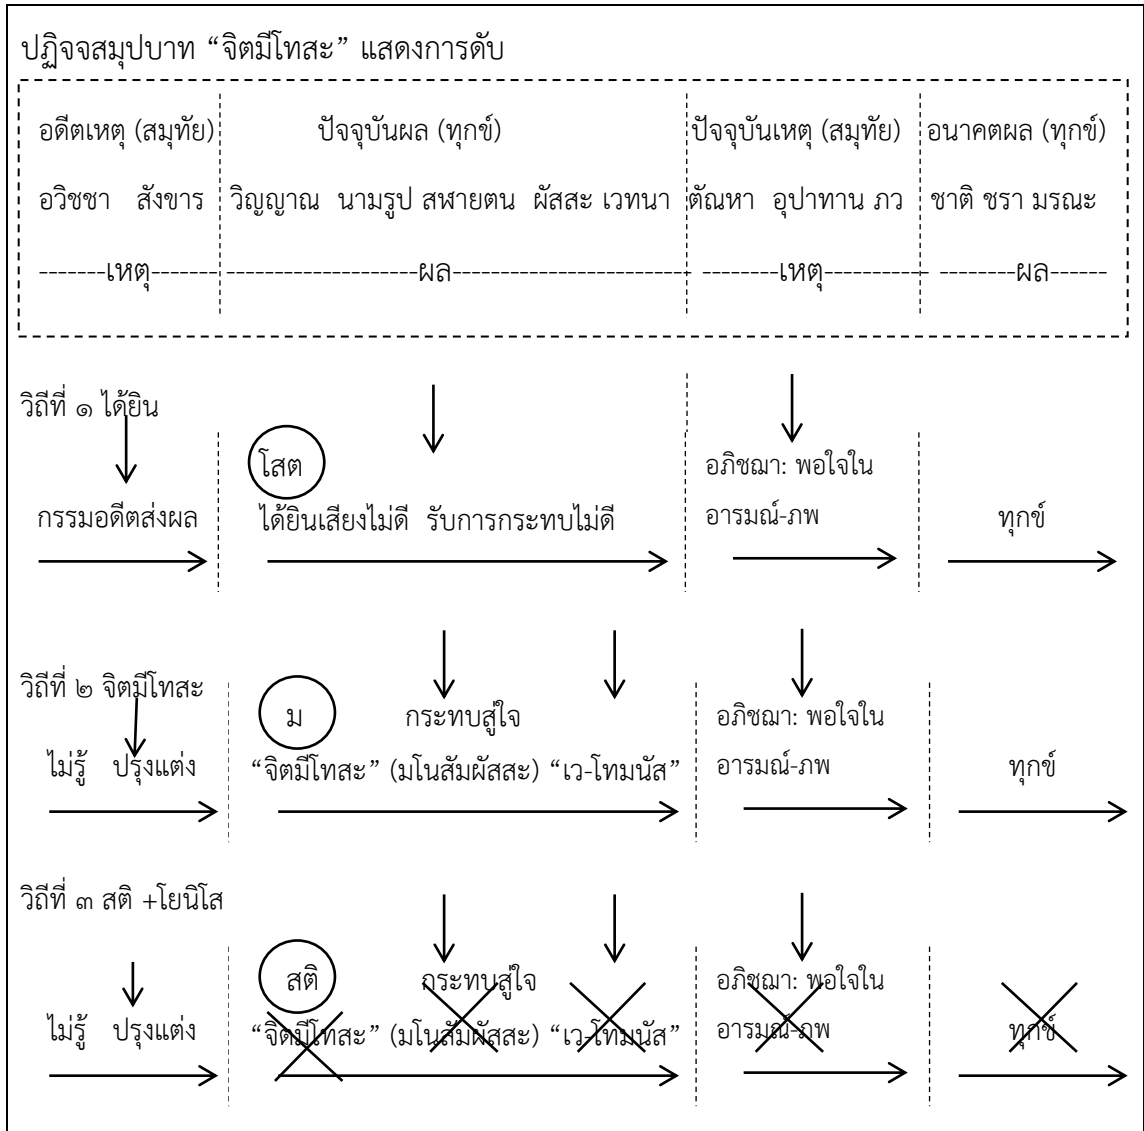 ปฏิจจสมุปบาท “จิตมีโทสะ” แสดงการดับ
อดีตเหตุ (สมุทัย) ปัจจุบันผล (ทุกข์) ปัจจุบันเหตุ (สมุทัย) อนาคตผล (ทุกข์)
อวิชชา สังขาร วิญญาณ นามรูป สฬายตน ผัสสะ เวทนา ตัณหา อุปาทาน ภว ชาติ ชรา มรณะ
-------เหตุ------- --------------------ผล------------------------- --------เหตุ----------- --------ผล------
วิถีที่ ๑ ได้ยิน
โสต อภิชฌา: พอใจใน
กรรมอดีตส่งผล ได้ยินเสียงไม่ดี รับการกระทบไม่ดี อารมณ์-ภพ ทุกข์
วิถีที่ ๒ จิตมีโทสะ
ม กระทบสู่ใจ อภิชฌา: พอใจใน
ไม่รู้ ปรุงแต่ง “จิตมีโทสะ” (มโนสัมผัสสะ) “เว-โทมนัส” อารมณ์-ภพ ทุกข์
วิถีที่ ๓ สติ +โยนิโส
สติ กระทบสู่ใจ อภิชฌา: พอใจใน
ไม่รู้ ปรุงแต่ง “จิตมีโทสะ” (มโนสัมผัสสะ) “เว-โทมนัส” อารมณ์-ภพ ทุกข์